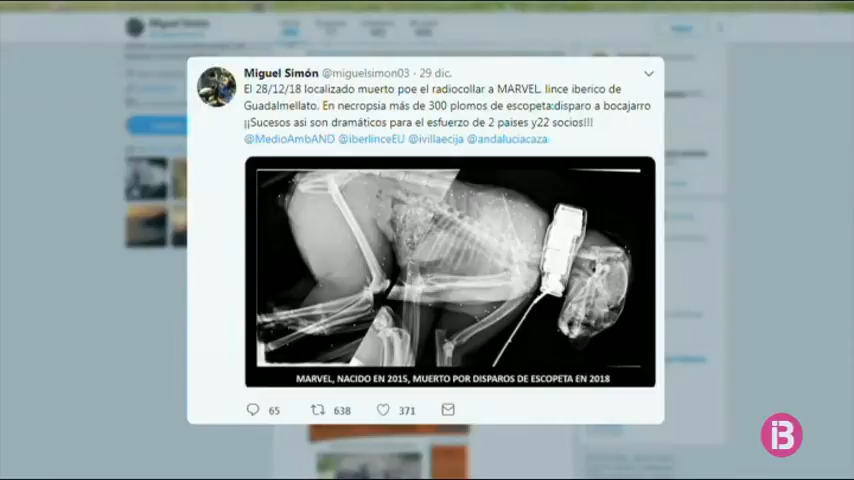 Miguel Simón @miguelsimon03 · 29 dic.
El 28/12/18 localizado muerto poe el radiocollar a MARVEL. lince iberico de
Guadalmellato. En necropsia más de 300 plomos de escopeta:disparo a bocajarro
¡¡Sucesos asi son dramáticos para el esfuerzo de 2 paises y22 socios!!!
@MedioAmbAND @iberlinceEU @ivillaecija @andaluciacaza
MARVEL, NACIDO EN 2015, MUERTO POR DISPAROS DE ESCOPETA EN 2018
65 638 371
IB